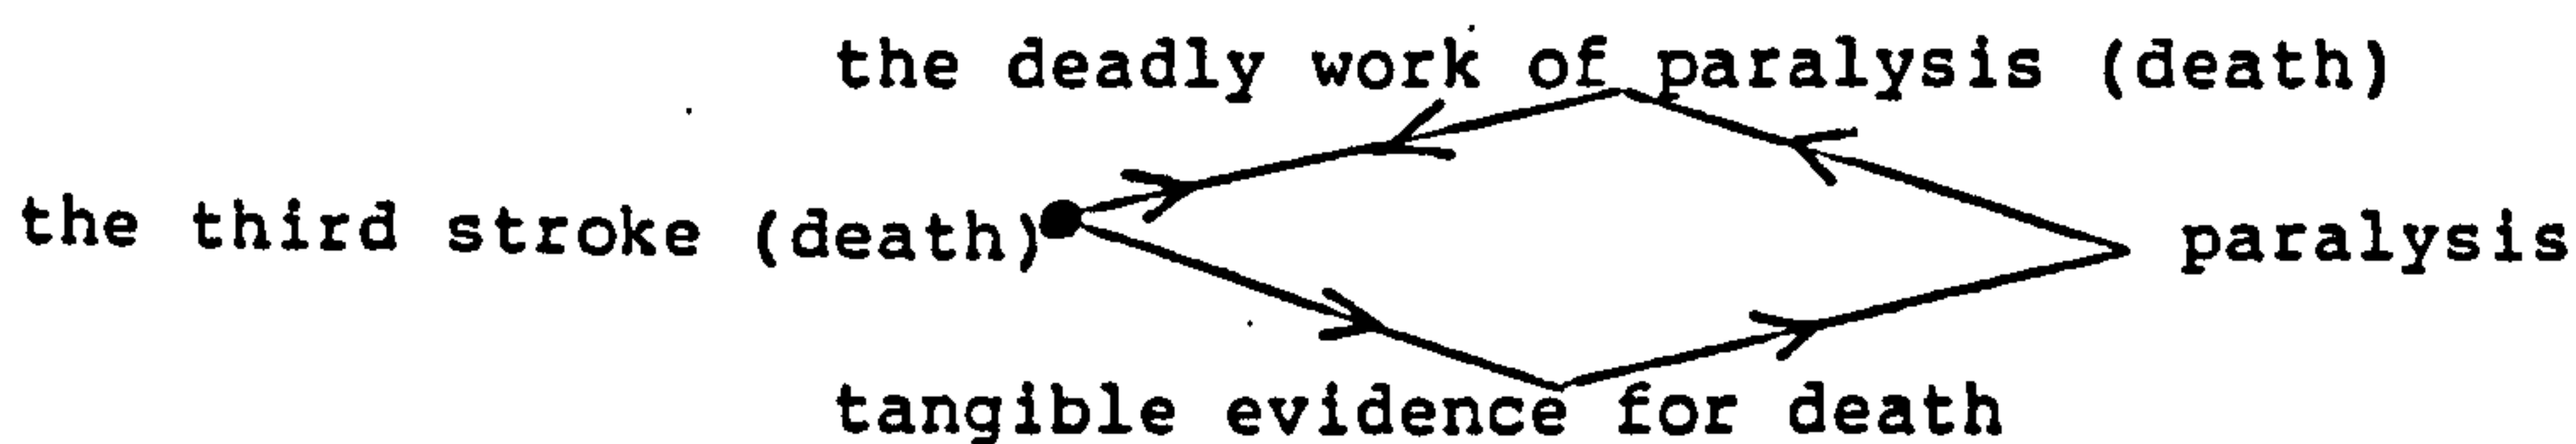 the deadly work of paralysis (death)
the third stroke (death) paralysis
tangible evidence for death